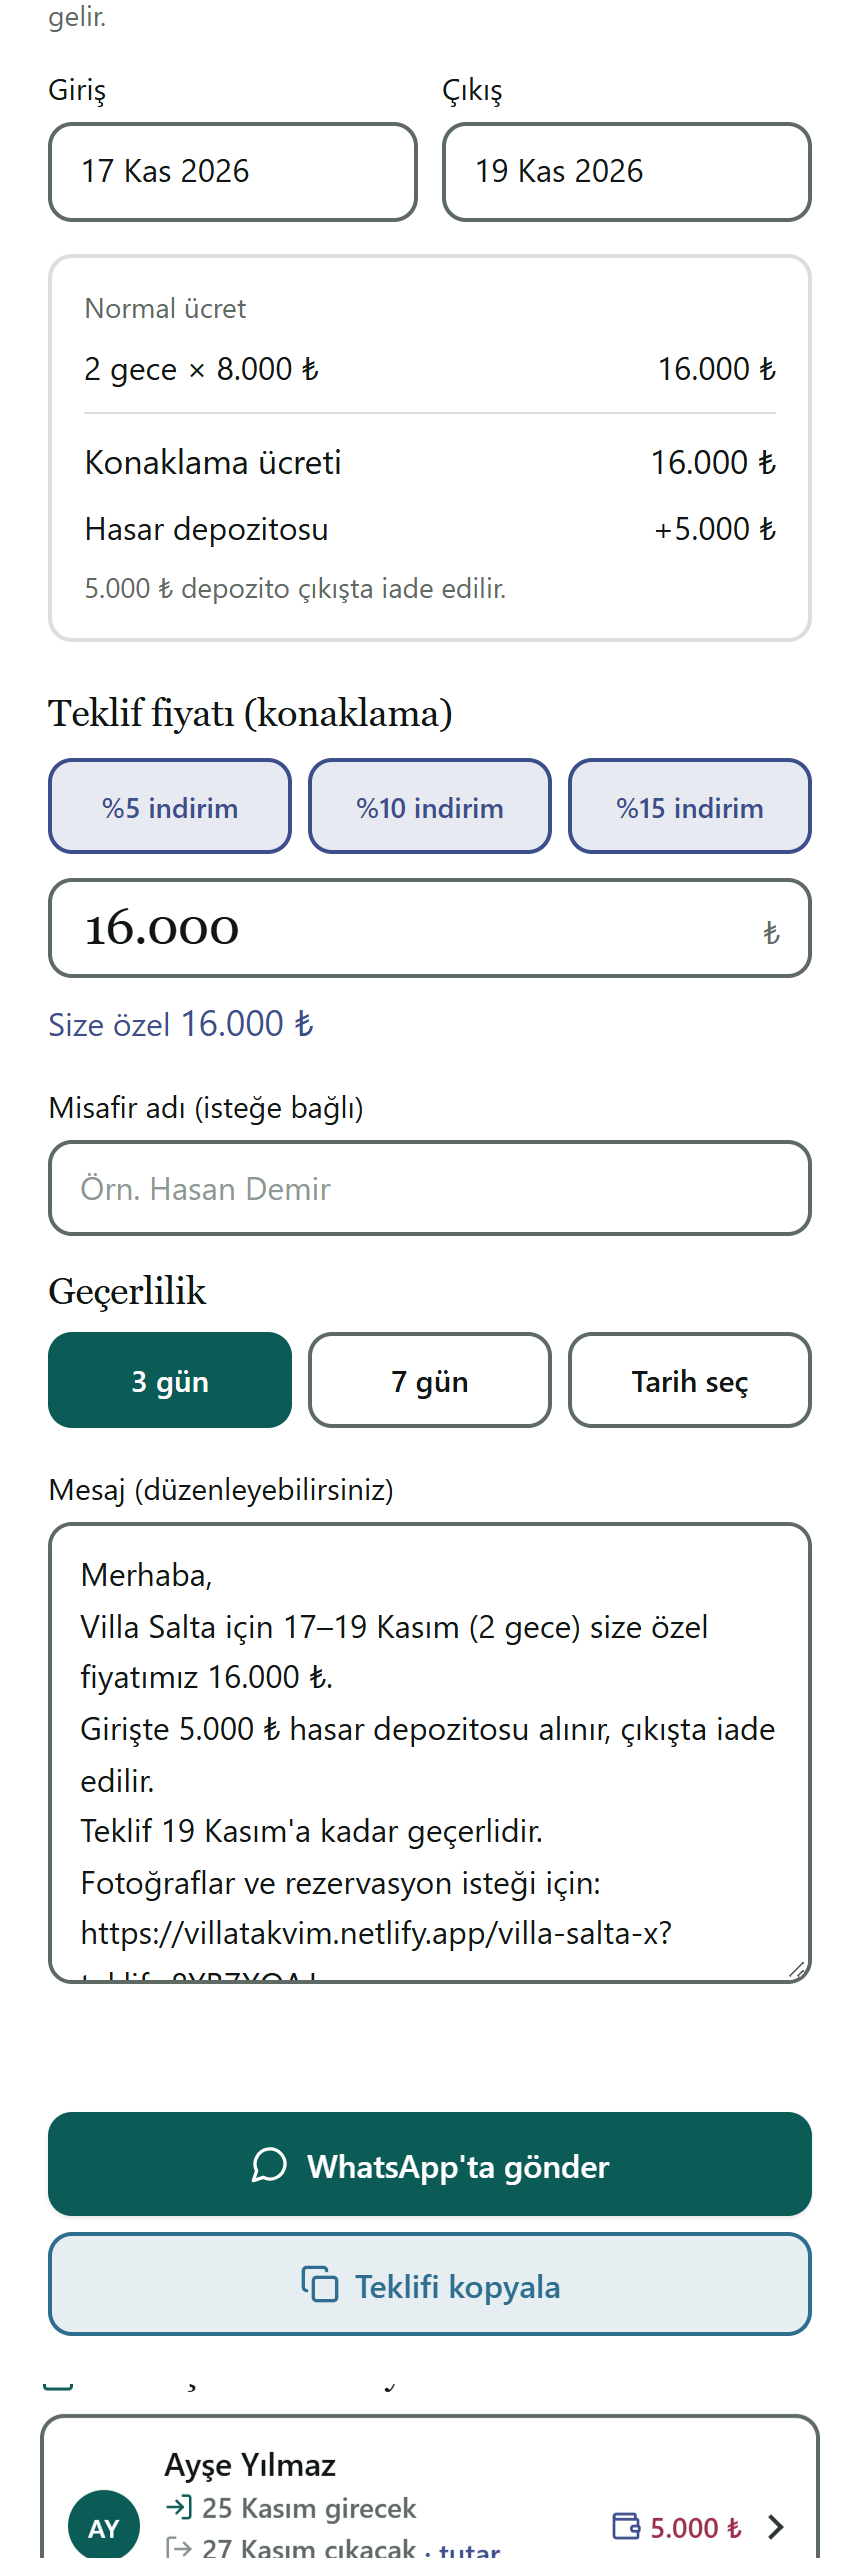 gelir.
Giriş
Çıkış
17 Kas 2026
19 Kas 2026
Normal ücret
2 gece × 8.000 ₺
16.000 ₺
Konaklama ücreti
16.000 ₺
Hasar depozitosu
+5.000 ₺
5.000 ₺ depozito çıkışta iade edilir.
Teklif fiyatı (konaklama)
%5 indirim
%10 indirim
%15 indirim
16.000
₺
Size özel 16.000 ₺
Misafir adı (isteğe bağlı)
Örn. Hasan Demir
Geçerlilik
3 gün
7 gün
Tarih seç
Mesaj (düzenleyebilirsiniz)
Merhaba,
Villa Salta için 17–19 Kasım (2 gece) size özel
fiyatımız 16.000 ₺.
Girişte 5.000 ₺ hasar depozitosu alınır, çıkışta iade
edilir.
Teklif 19 Kasım'a kadar geçerlidir.
Fotoğraflar ve rezervasyon isteği için:
https://villatakvim.netlify.app/villa-salta-x?
WhatsApp'ta gönder
Teklifi kopyala
Ayşe Yılmaz
AY
25 Kasım girecek
27 Kasım çıkacak · tutar
5.000 ₺